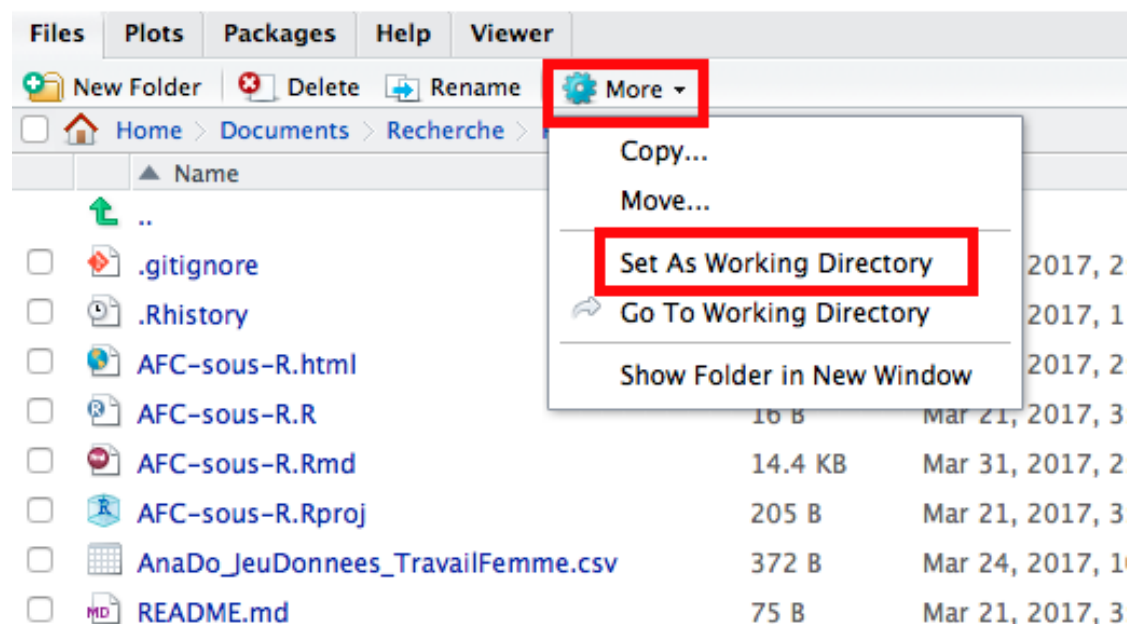 Files Plots Packages Help Viewer
New Folder Delete Rename More
Home > Documents > Recherche >
Copy...
Name
Move...
..
.gitignore Set As Working Directory 2017, 2
.Rhistory Go To Working Directory 2017, 1
AFC-sous-R.html Show Folder in New Window 2017, 2
AFC-sous-R.R 16 B Mar 21, 2017, 3
AFC-sous-R.Rmd 14.4 KB Mar 31, 2017, 2
AFC-sous-R.Rproj 205 B Mar 21, 2017, 3
AnaDo_JeuDonnees_TravailFemme.csv 372 B Mar 24, 2017, 1
MD README.md 75 B Mar 21, 2017, 3